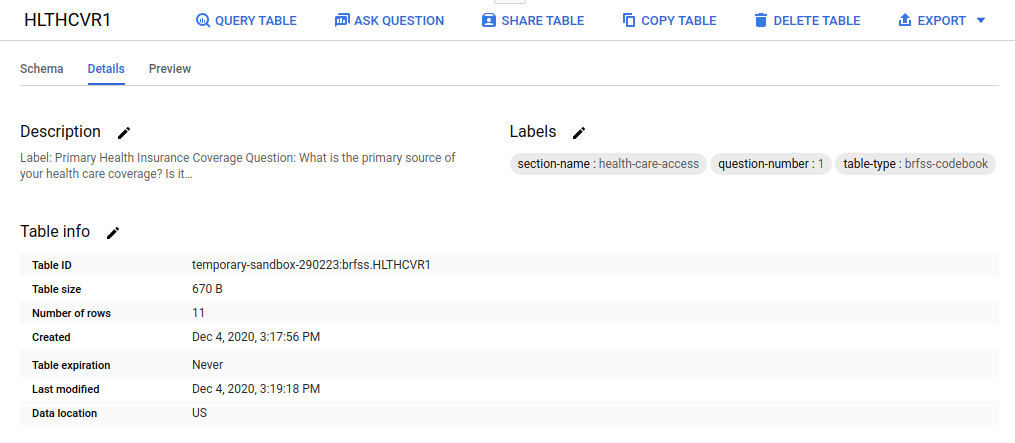 HLTHCVR1 QUERY TABLE ASK QUESTION SHARE TABLE COPY TABLE DELETE TABLE EXPORT
Schema Details Preview
Description
Label: Primary Health Insurance Coverage Question: What is the primary source of
your health care coverage? Is it...
Labels
section-name : health-care-access question-number : 1 table-type : brfss-codebook
Table info
Table ID temporary-sandbox-290223:brfss.HLTHCVR1
Table size 670 B
Number of rows 11
Created Dec 4, 2020, 3:17:56 PM
Table expiration Never
Last modified Dec 4, 2020, 3:19:18 PM
Data location US